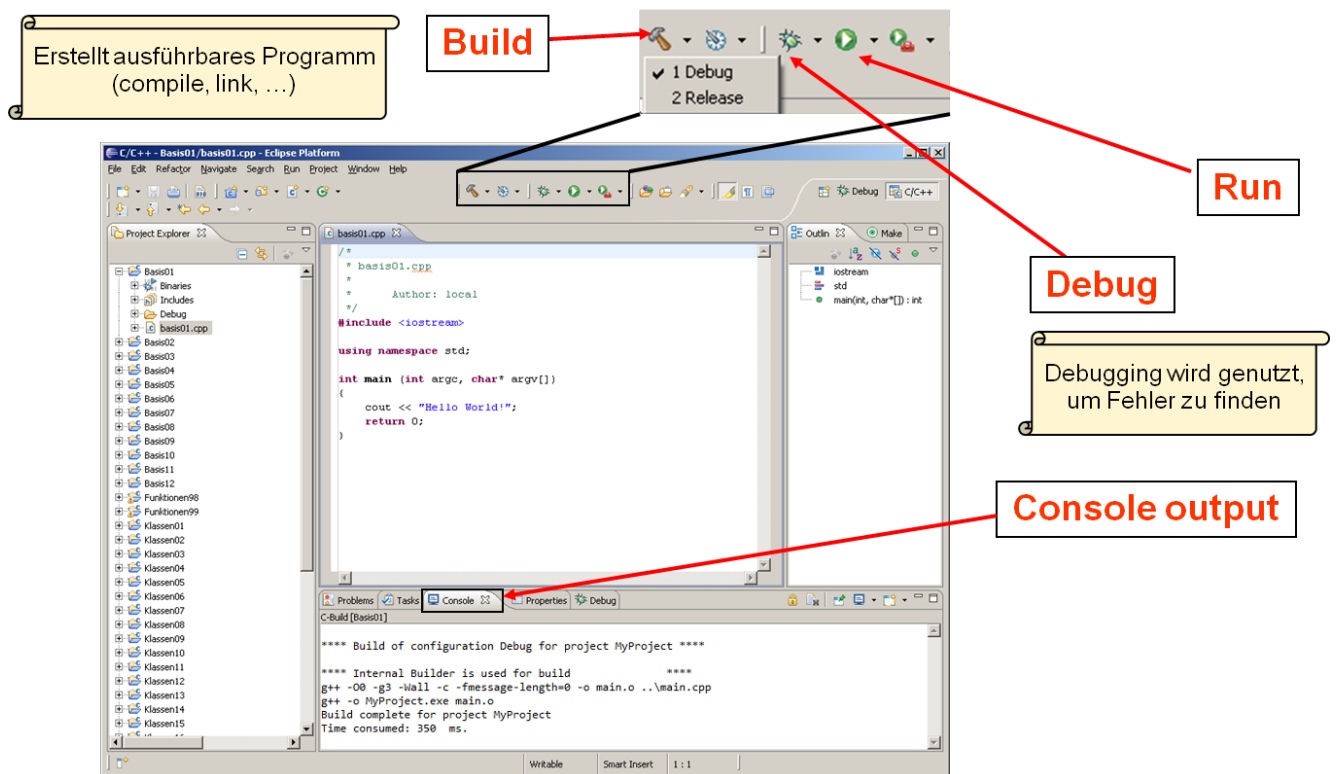 Erstellt ausführbares Programm
(compile, link, …)
Build
1 Debug
2 Release
Run
Debug
Debugging wird genutzt,
um Fehler zu finden
Console output
C/C++ - Basis01/basis01.cpp - Eclipse Platform
File Edit Refactor Navigate Search Run Project Window Help
Debug C/C++
Project Explorer
Basis01
Binaries
Includes
Debug
basis01.cpp
Basis02
Basis03
Basis04
Basis05
Basis06
Basis07
Basis08
Basis09
Basis10
Basis11
Basis12
Funktionen98
Funktionen99
Klassen01
Klassen02
Klassen03
Klassen04
Klassen05
Klassen06
Klassen07
Klassen08
Klassen09
Klassen10
Klassen11
Klassen12
Klassen13
Klassen14
Klassen15
basis01.cpp
/*
* basis01.cpp
*
* Author: local
*/
#include <iostream>
using namespace std;
int main (int argc, char* argv[])
{
cout << "Hello World!";
return 0;
}
Outlin Make
iostream
std
main(int, char*[]) : int
Problems Tasks Console Properties Debug
C-Build [Basis01]
**** Build of configuration Debug for project MyProject ****
**** Internal Builder is used for build ****
g++ -O0 -g3 -Wall -c -fmessage-length=0 -o main.o ..\main.cpp
g++ -o MyProject.exe main.o
Build complete for project MyProject
Time consumed: 350 ms.
Writable Smart Insert 1 : 1